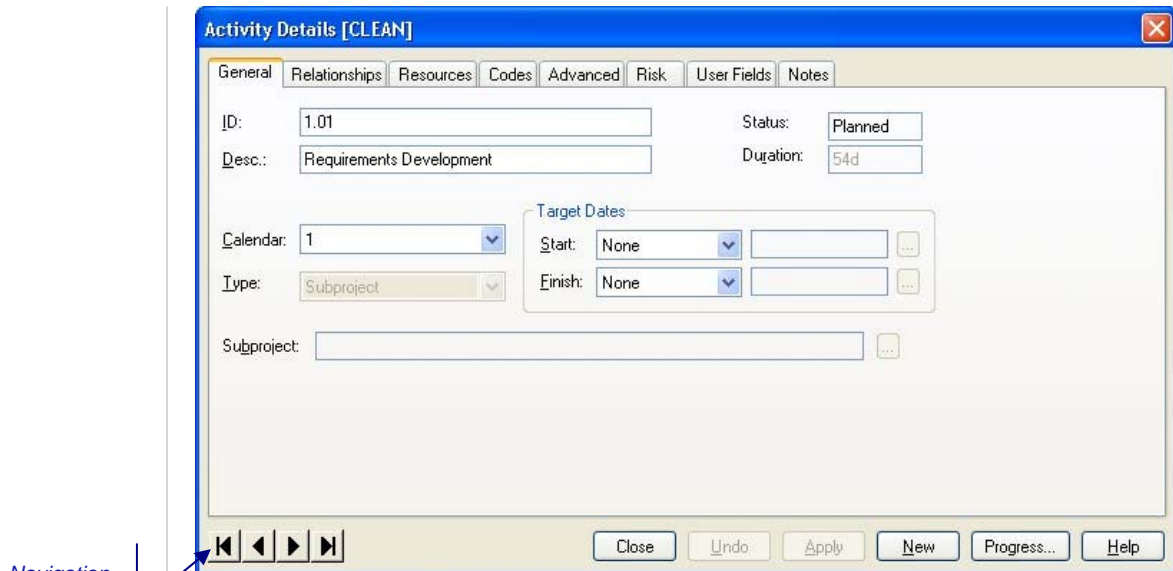 Activity Details [CLEAN]
General Relationships Resources Codes Advanced Risk User Fields Notes
ID: 1.01 Status: Planned
Desc.: Requirements Development Duration: 54d
Target Dates
Calendar: 1 Start: None ...
Type: Subproject Finish: None ...
Subproject: ...
Close Undo Apply New Progress... Help
Navigation